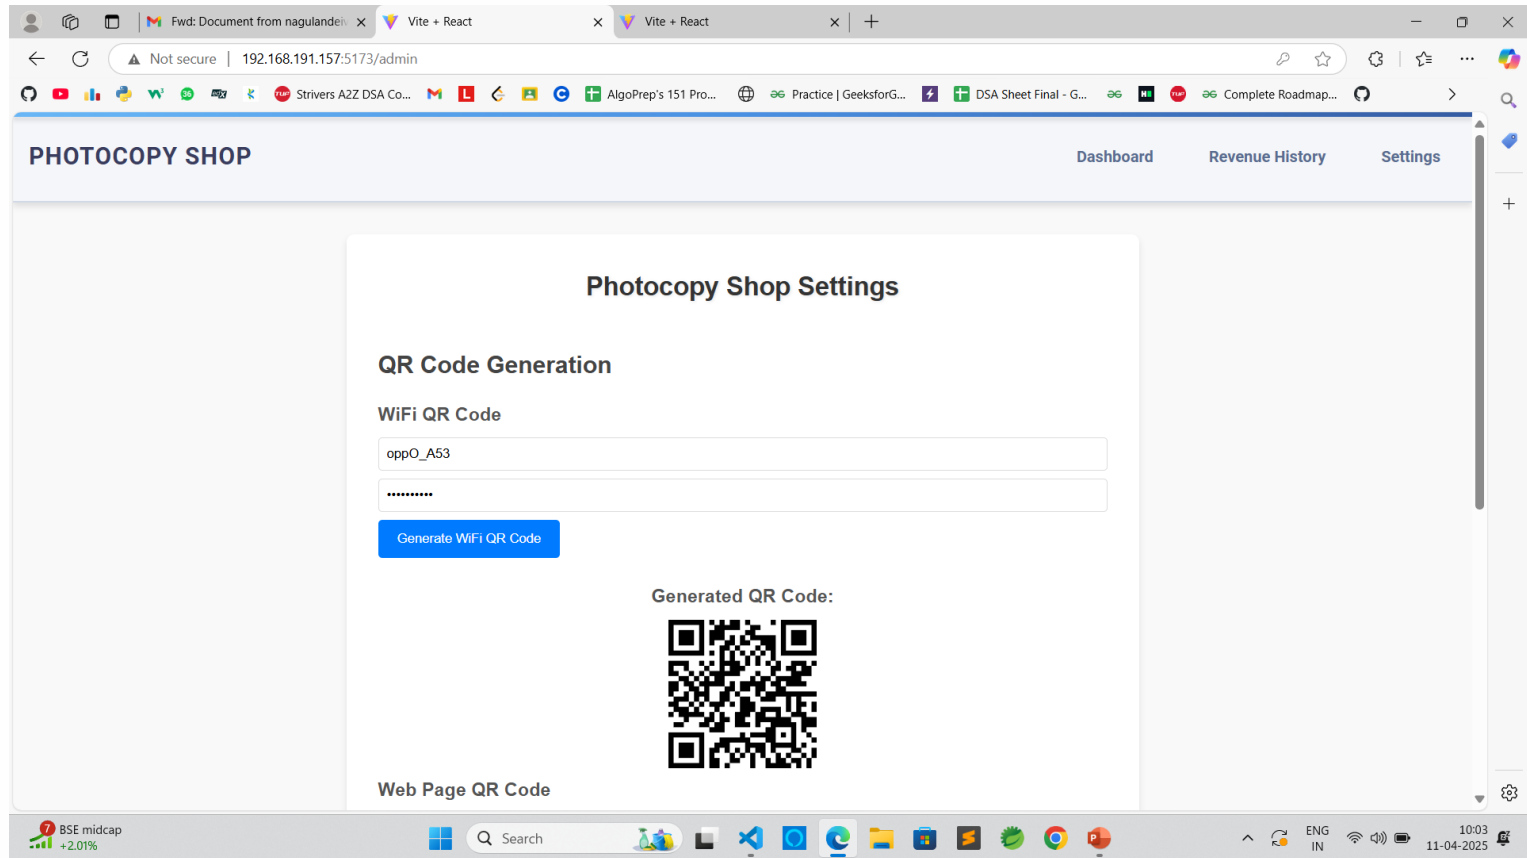 Fwd: Document from nagulandeiv
Vite + React
Vite + React
Not secure
192.168.191.157:5173/admin
Strivers A2Z DSA Co...
AlgoPrep's 151 Pro...
Practice | GeeksforG...
DSA Sheet Final - G...
Complete Roadmap...
PHOTOCOPY SHOP
Dashboard
Revenue History
Settings
Photocopy Shop Settings
QR Code Generation
WiFi QR Code
oppO_A53
••••••••••
Generate WiFi QR Code
Generated QR Code:
Web Page QR Code
7
BSE midcap
+2.01%
Search
ENG
IN
10:03
11-04-2025